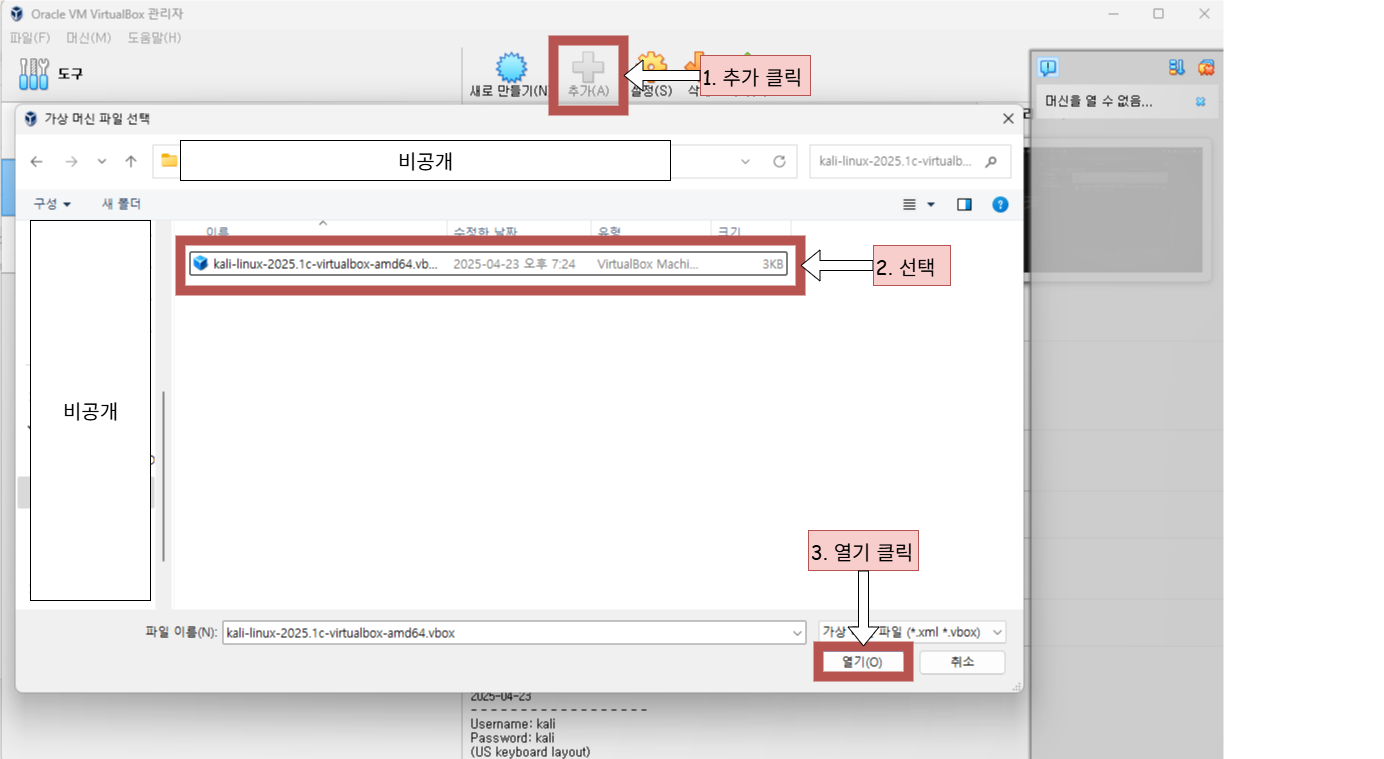 Oracle VM VirtualBox 관리자
파일(F) 머신(M) 도움말(H)
도구
새로 만들기(N
추가(A)
설정(S)
1. 추가 클릭
머신을 열 수 없음...
가상 머신 파일 선택
비공개
kali-linux-2025.1c-virtualb...
구성
새 폴더
이름
수정한 날짜
유형
크기
kali-linux-2025.1c-virtualbox-amd64.vb... 2025-04-23 오후 7:24 VirtualBox Machi... 3KB
2. 선택
비공개
3. 열기 클릭
파일 이름(N): kali-linux-2025.1c-virtualbox-amd64.vbox
가상 파일 (*.xml *.vbox)
열기(O)
취소
2025-04-23
- - - - - - - - - - - - - - - - - - -
Username: kali
Password: kali
(US keyboard layout)